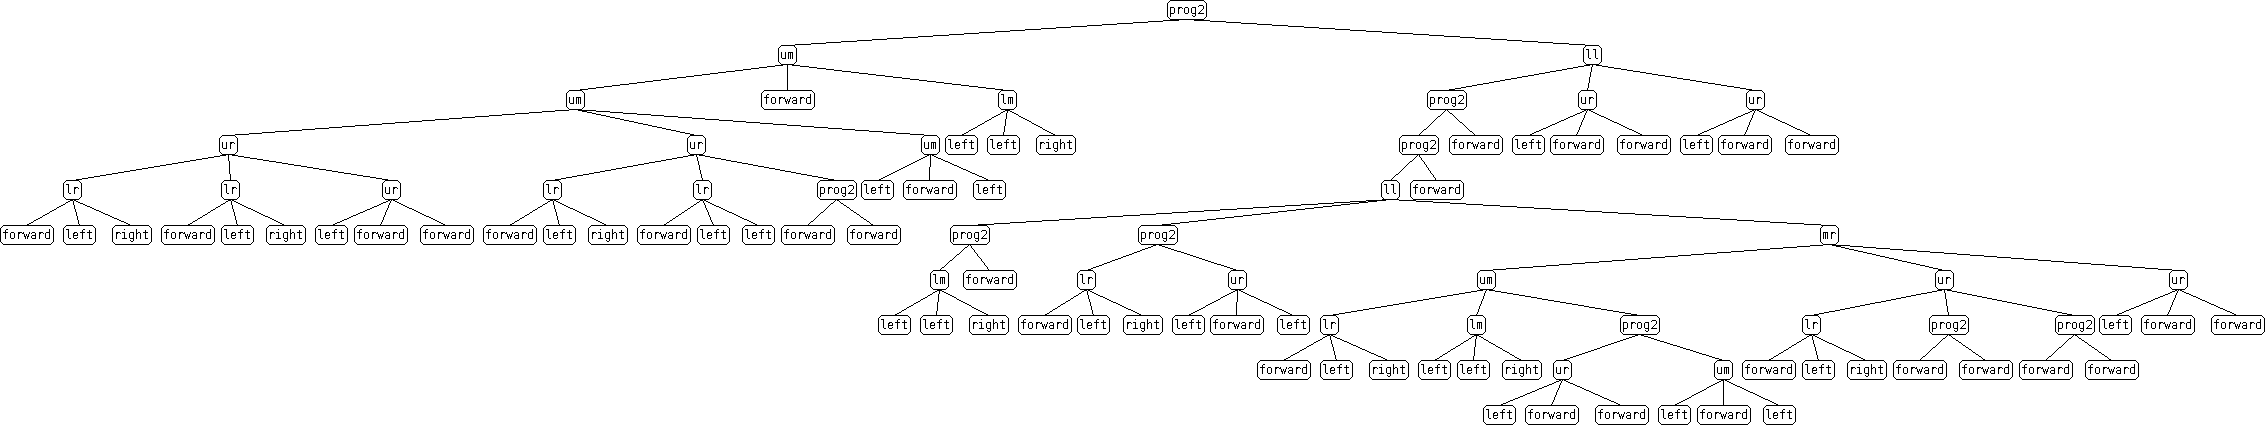 prog2
um ll
um forward lm prog2 ur ur
ur ur um left left right prog2 forward left forward forward left forward forward
lr lr ur lr lr prog2 left forward left ll forward
forward left right forward left right left forward forward forward left right forward left left forward forward prog2 prog2 mr
lm forward lr ur um ur ur
left left right forward left right left forward left lr lm prog2 lr prog2 prog2 left forward forward
forward left right left left right ur um forward left right forward forward forward forward
left forward forward left forward left